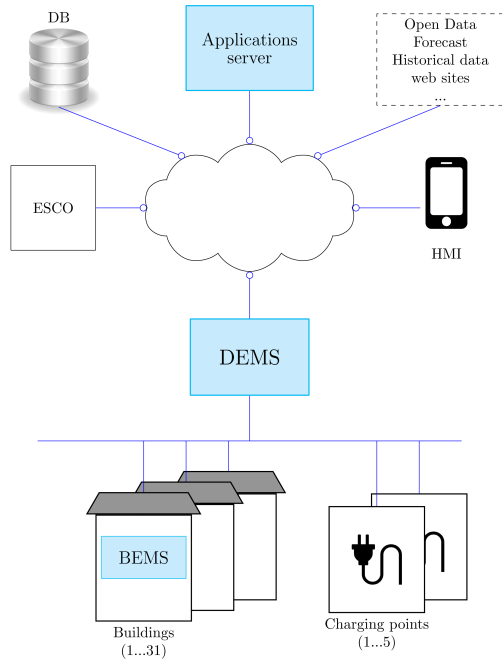 DB
Applications
server
Open Data
Forecast
Historical data
web sites
...
ESCO
HMI
DEMS
BEMS
Buildings
(1...31)
Charging points
(1...5)